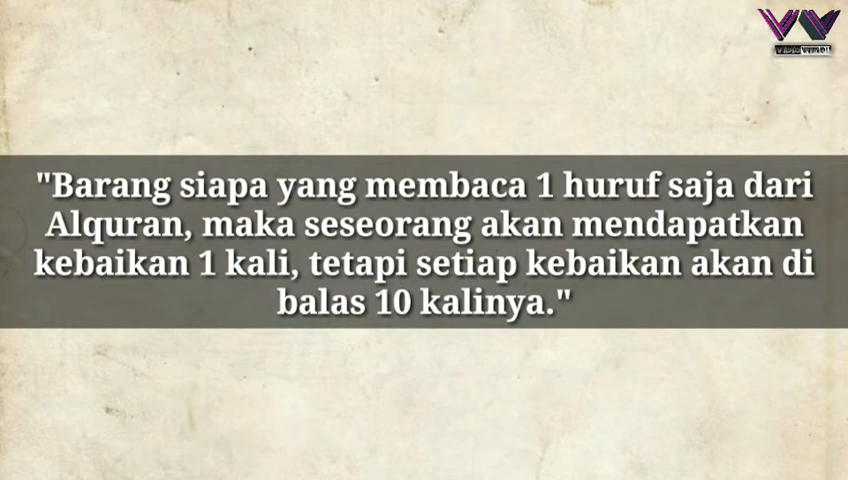 "Barang siapa yang membaca 1 huruf saja dari
Alquran, maka seseorang akan mendapatkan
kebaikan 1 kali, tetapi setiap kebaikan akan di
balas 10 kalinya."